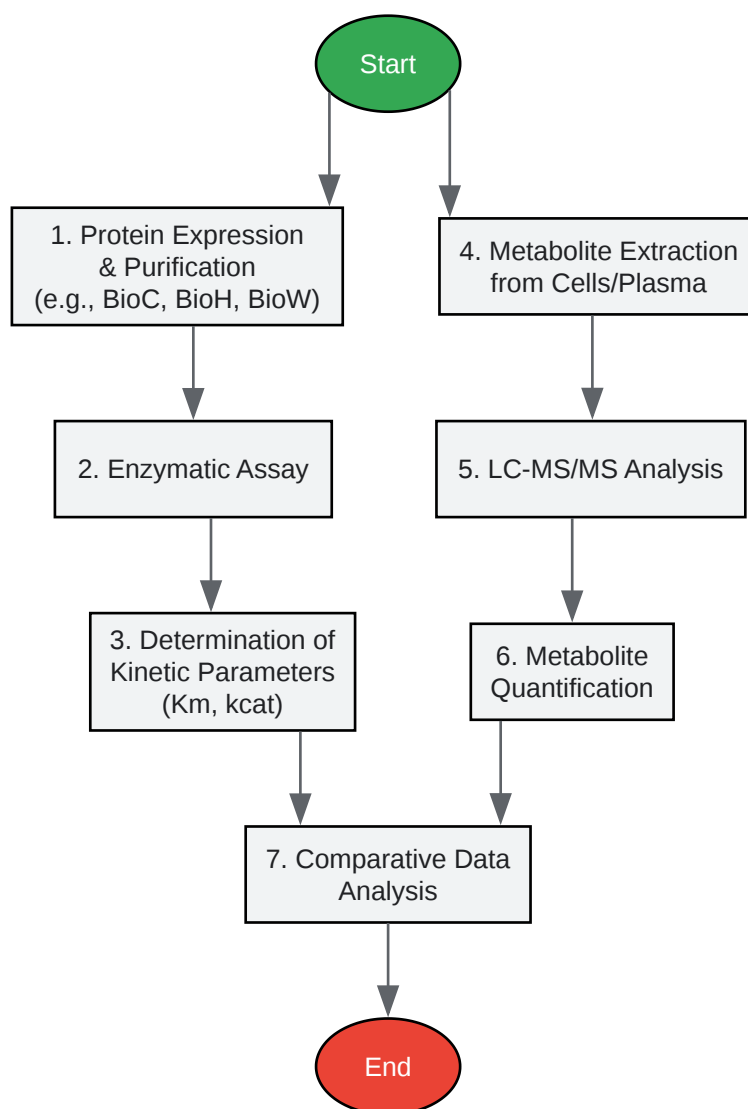 Start
1. Protein Expression
& Purification
(e.g., BioC, BioH, BioW)
4. Metabolite Extraction
from Cells/Plasma
2. Enzymatic Assay
5. LC-MS/MS Analysis
3. Determination of
Kinetic Parameters
(Km, kcat)
6. Metabolite
Quantification
7. Comparative Data
Analysis
End